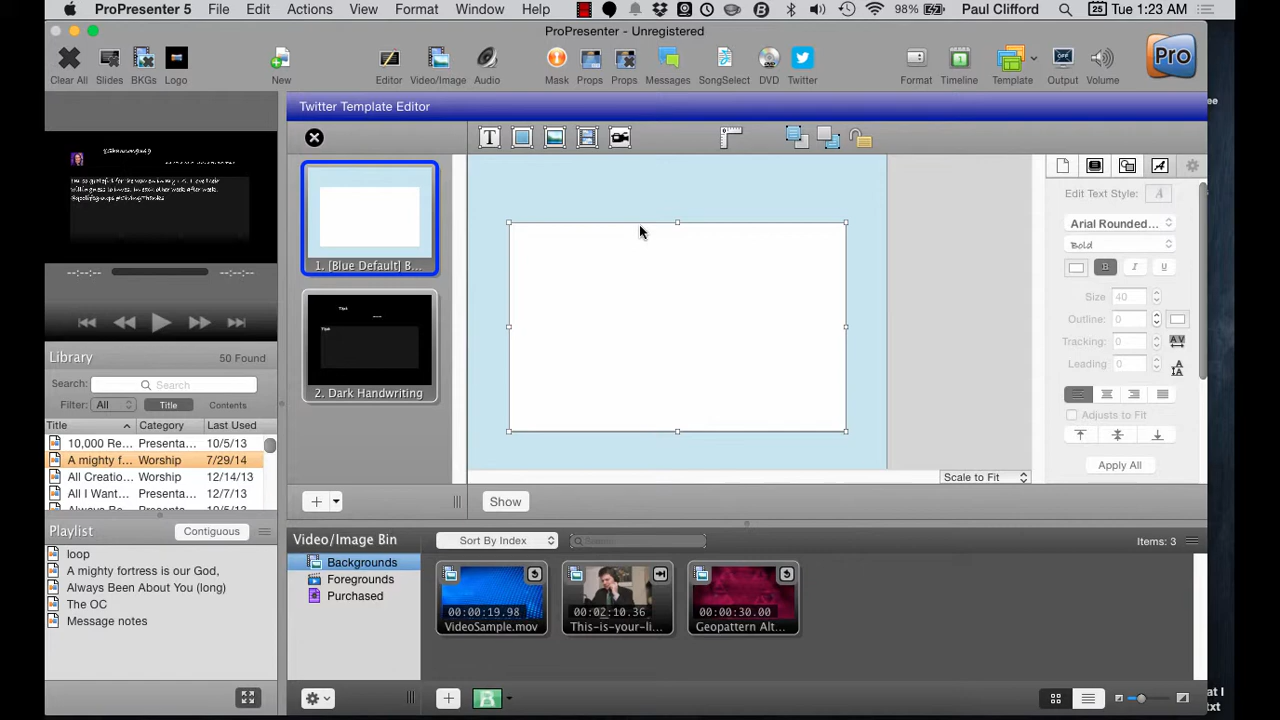 ProPresenter 5 File Edit Actions View Format Window Help 98% Paul Clifford 25 Tue 1:23 AM
ProPresenter - Unregistered
Clear All Slides BKGs Logo New Editor Video/Image Audio Mask Props Props Messages SongSelect DVD Twitter Format Timeline Template Output Volume Pro
Twitter Template Editor
Edit Text Style: A
Arial Rounded...
Bold
B I U
Size 40
Outline: 0
Tracking: 0
Leading: 0
Adjusts to Fit
Apply All
1. [Blue Default] B...
2. Dark Handwriting
Scale to Fit
Show
--:--:-- --:--:--
Library 50 Found
Search: Search
Filter: All Title Contents
Title Category Last Used
10,000 Re... Presenta... 10/5/13
A mighty f... Worship 7/29/14
All Creatio... Worship 12/14/13
All I Want... Presenta... 12/7/13
Playlist Contiguous
loop
A mighty fortress is our God,
Always Been About You (long)
The OC
Message notes
Video/Image Bin Sort By Index Search Items: 3
Backgrounds
Foregrounds
Purchased
00:00:19.98
VideoSample.mov
00:02:10.36
This-is-your-li...
00:00:30.00
Geopattern Alt...